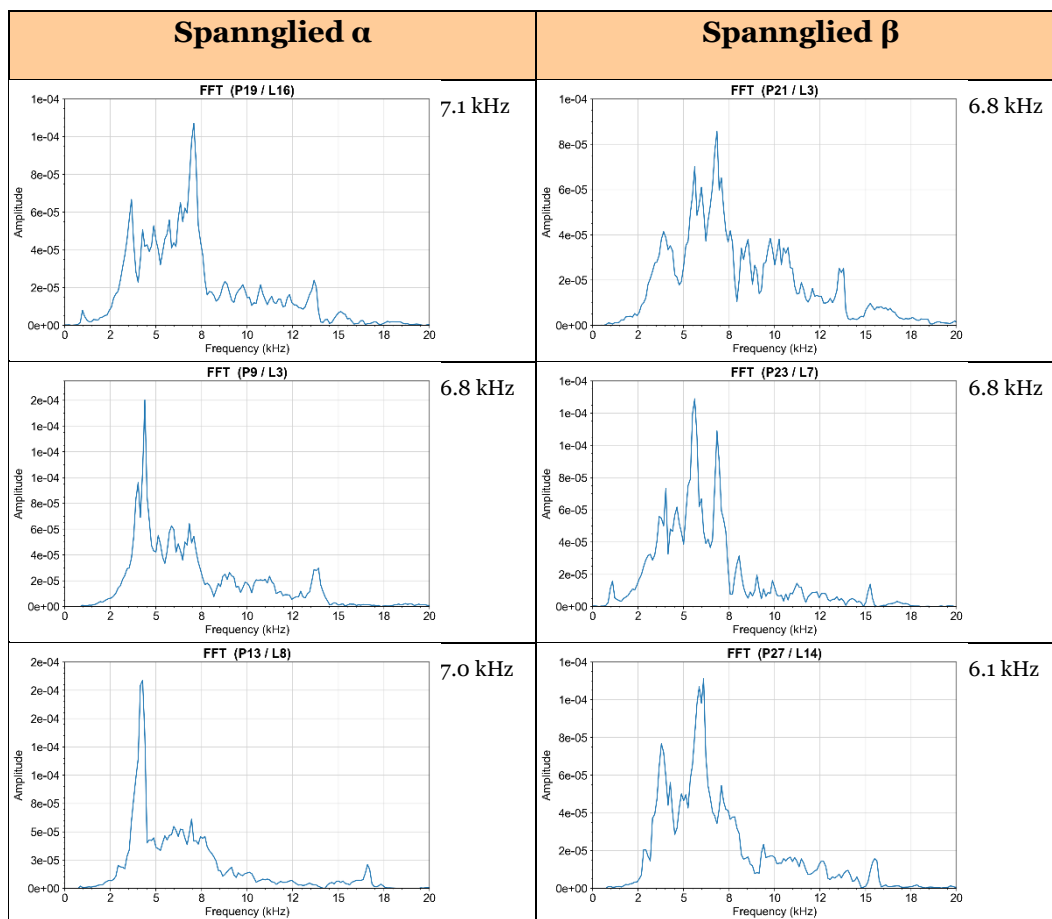 Spannglied α
Spannglied β
FFT (P19 / L16)
7.1 kHz
1e-04
1e-04
8e-05
6e-05
4e-05
2e-05
0e+00
Amplitude
0 2 5 8 10 12 15 18 20
Frequency (kHz)
FFT (P21 / L3)
6.8 kHz
1e-04
8e-05
6e-05
4e-05
2e-05
0e+00
Amplitude
0 2 5 8 10 12 15 18 20
Frequency (kHz)
FFT (P9 / L3)
6.8 kHz
2e-04
1e-04
1e-04
1e-04
8e-05
6e-05
4e-05
2e-05
0e+00
Amplitude
0 2 5 8 10 12 15 18 20
Frequency (kHz)
FFT (P23 / L7)
6.8 kHz
1e-04
1e-04
1e-04
8e-05
6e-05
4e-05
2e-05
0e+00
Amplitude
0 2 5 8 10 12 15 18 20
Frequency (kHz)
FFT (P13 / L8)
7.0 kHz
2e-04
2e-04
2e-04
1e-04
1e-04
8e-05
5e-05
3e-05
0e+00
Amplitude
0 2 5 8 10 12 15 18 20
Frequency (kHz)
FFT (P27 / L14)
6.1 kHz
1e-04
1e-04
8e-05
6e-05
4e-05
2e-05
0e+00
Amplitude
0 2 5 8 10 12 15 18 20
Frequency (kHz)